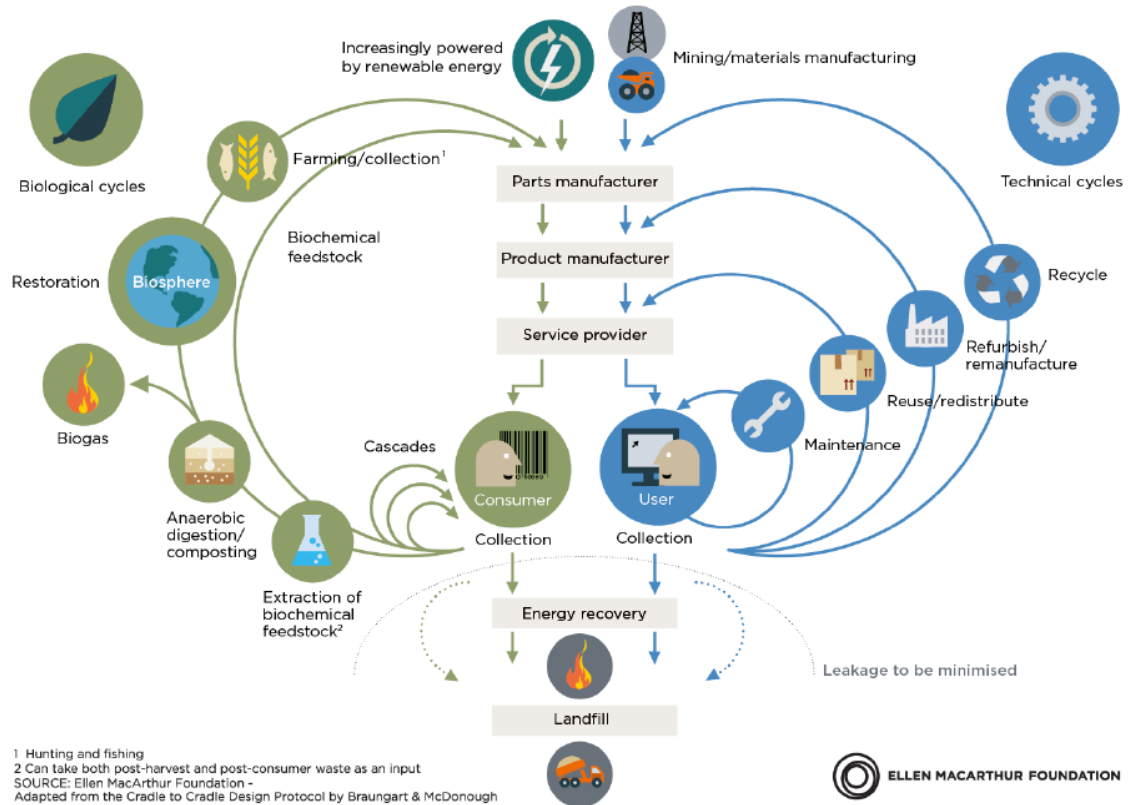 Increasingly powered
by renewable energy
Mining/materials manufacturing
Biological cycles
Farming/collection¹
Parts manufacturer
Technical cycles
Biochemical
feedstock
Product manufacturer
Restoration
Biosphere
Recycle
Service provider
Refurbish/
remanufacture
Biogas
Reuse/redistribute
Cascades
Maintenance
Consumer
User
Anaerobic
digestion/
composting
Collection
Collection
Extraction of
biochemical
feedstock²
Energy recovery
Leakage to be minimised
Landfill
1 Hunting and fishing
2 Can take both post-harvest and post-consumer waste as an input
SOURCE: Ellen MacArthur Foundation -
Adapted from the Cradle to Cradle Design Protocol by Braungart & McDonough
ELLEN MACARTHUR FOUNDATION